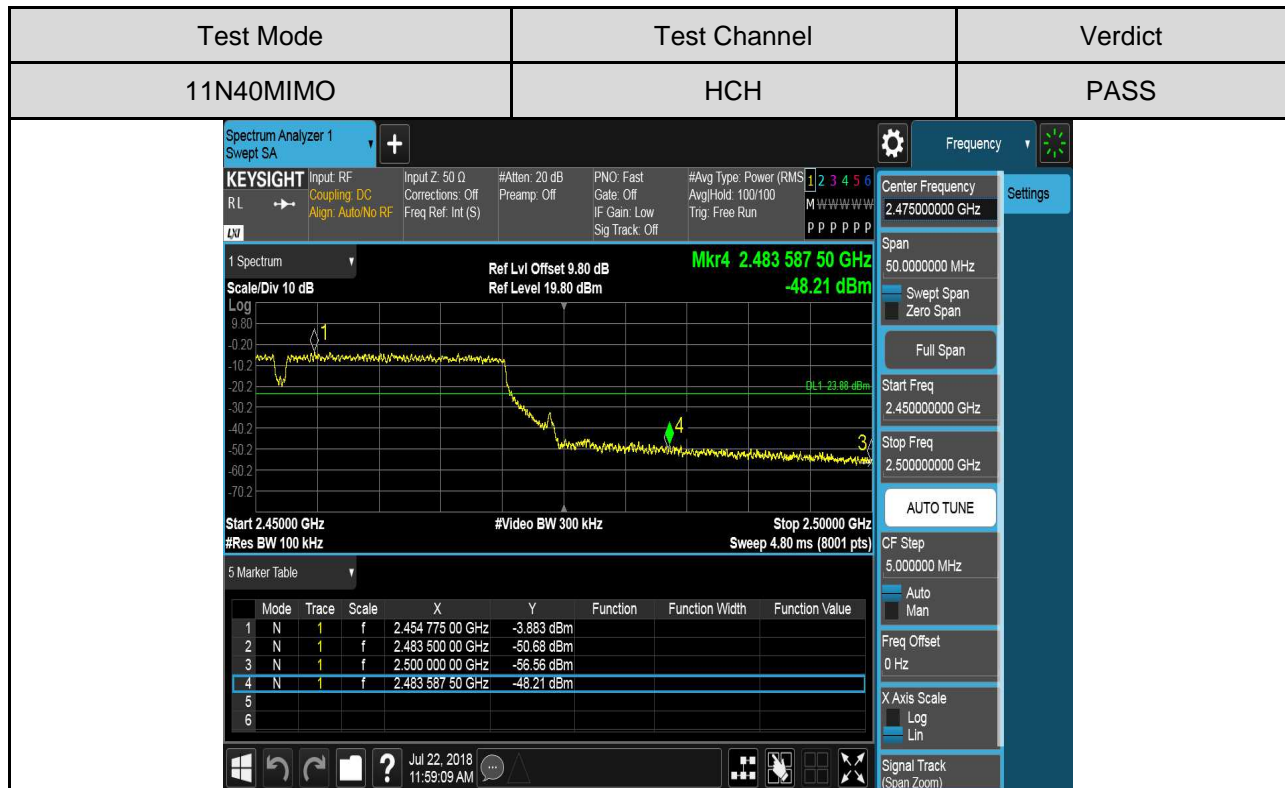 Test Mode Test Channel Verdict
11N40MIMO HCH PASS
Spectrum Analyzer 1
Swept SA
+
Frequency
KEYSIGHT Input: RF Input Z: 50 Ω #Atten: 20 dB PNO: Fast #Avg Type: Power (RMS 1 2 3 4 5 6
RL Coupling: DC Corrections: Off Preamp: Off Gate: Off Avg|Hold: 100/100 M W W W W W
Align: Auto/No RF Freq Ref: Int (S) IF Gain: Low Trig: Free Run
LXI Sig Track: Off P P P P P P
1 Spectrum
Scale/Div 10 dB
Ref Lvl Offset 9.80 dB
Ref Level 19.80 dBm
Mkr4 2.483 587 50 GHz
-48.21 dBm
Log
9.80
-0.20
-10.2
-20.2
-30.2
-40.2
-50.2
-60.2
-70.2
1
4
3
DL1 -23.88 dBm
Start 2.45000 GHz #Video BW 300 kHz Stop 2.50000 GHz
#Res BW 100 kHz Sweep 4.80 ms (8001 pts)
5 Marker Table
Mode Trace Scale X Y Function Function Width Function Value
1 N 1 f 2.454 775 00 GHz -3.883 dBm
2 N 1 f 2.483 500 00 GHz -50.68 dBm
3 N 1 f 2.500 000 00 GHz -56.56 dBm
4 N 1 f 2.483 587 50 GHz -48.21 dBm
5
6
?
Jul 22, 2018
11:59:09 AM
Settings
Center Frequency
2.475000000 GHz
Span
50.0000000 MHz
Swept Span
Zero Span
Full Span
Start Freq
2.450000000 GHz
Stop Freq
2.500000000 GHz
AUTO TUNE
CF Step
5.000000 MHz
Auto
Man
Freq Offset
0 Hz
X Axis Scale
Log
Lin
Signal Track
(Span Zoom)